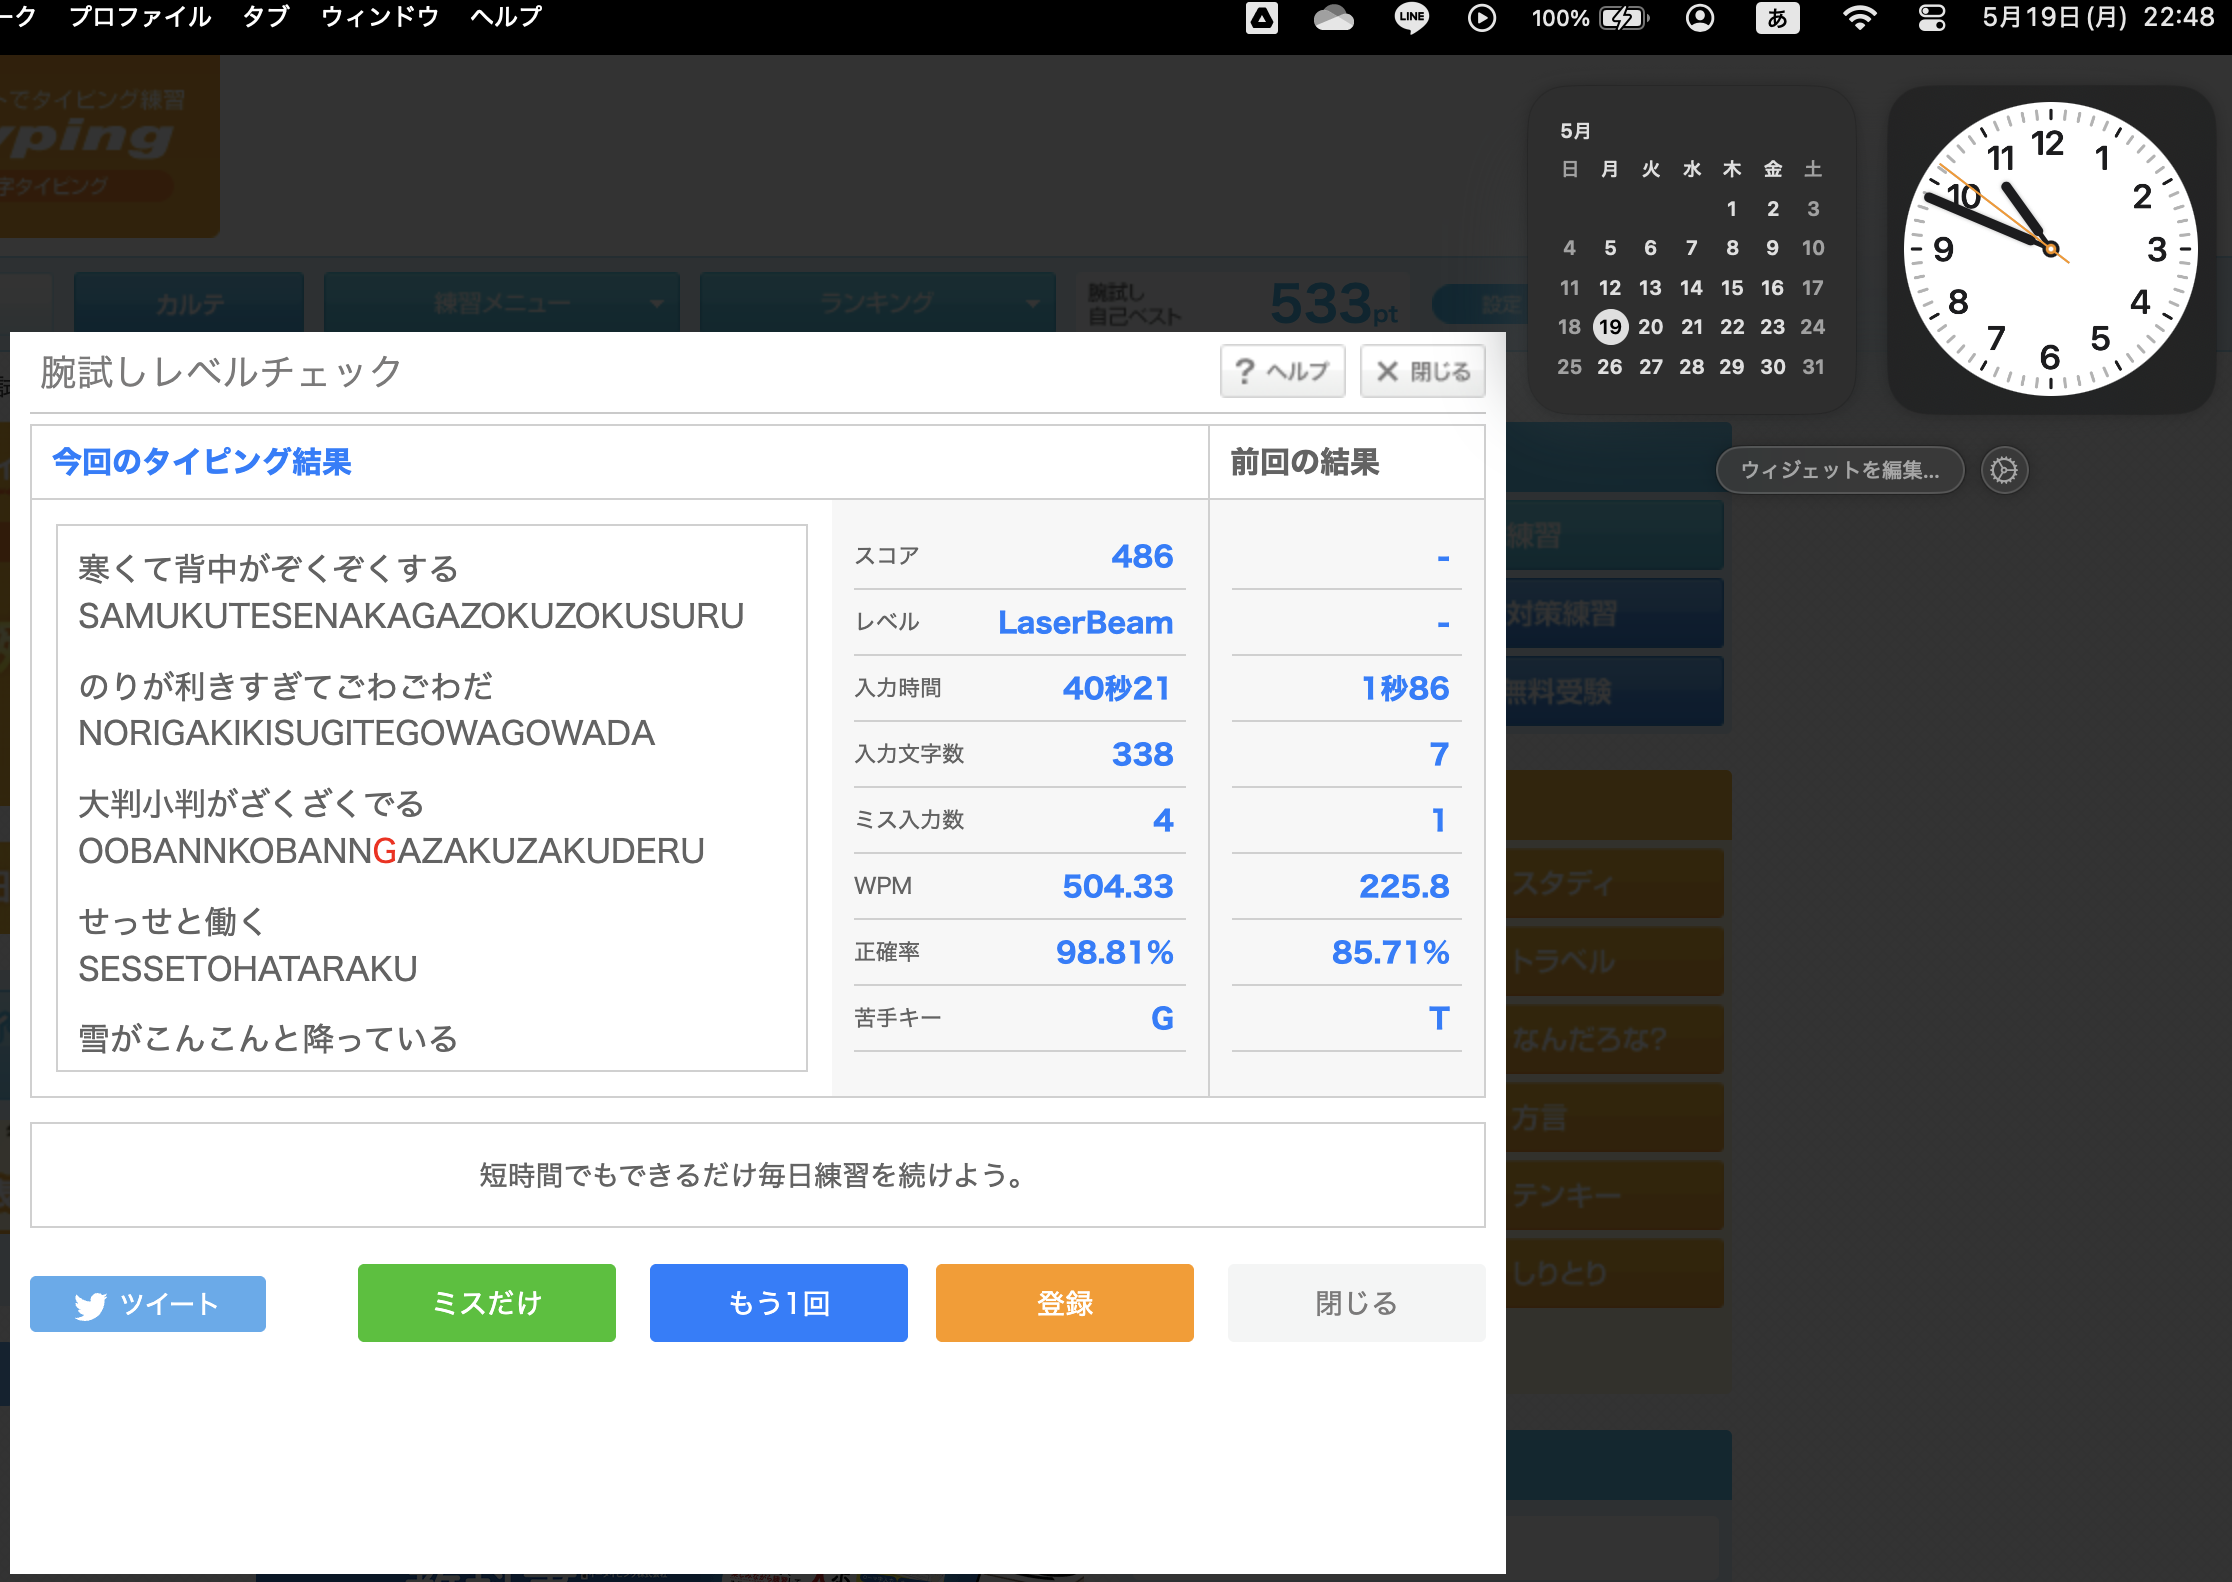 ーク プロファイル タブ ウィンドウ ヘルプ LINE 100% あ 5月19日(月) 22:48
トでタイピング練習
yping
字タイピング
カルテ 練習メニュー ランキング 腕試し 自己ベスト 533pt 設定
5月
日 月 火 水 木 金 土
1 2 3
4 5 6 7 8 9 10
11 12 13 14 15 16 17
18 19 20 21 22 23 24
25 26 27 28 29 30 31
12 1 2 3 4 5 6 7 8 9 10 11
ウィジェットを編集...
腕試しレベルチェック ? ヘルプ × 閉じる
今回のタイピング結果 前回の結果
寒くて背中がぞくぞくする
SAMUKUTESENAKAGAZOKUZOKUSURU
のりが利きすぎてごわごわだ
NORIGAKIKISUGITEGOWAGOWADA
大判小判がざくざくでる
OOBANNKOBANNGAZAKUZAKUDERU
せっせと働く
SESSETOHATARAKU
雪がこんこんと降っている
スコア 486 -
レベル LaserBeam -
入力時間 40秒21 1秒86
入力文字数 338 7
ミス入力数 4 1
WPM 504.33 225.8
正確率 98.81% 85.71%
苦手キー G T
短時間でもできるだけ毎日練習を続けよう。
ツイート ミスだけ もう1回 登録 閉じる
練習
対策練習
無料受験
スタディ
トラベル
なんだろな?
方言
テンキー
しりとり